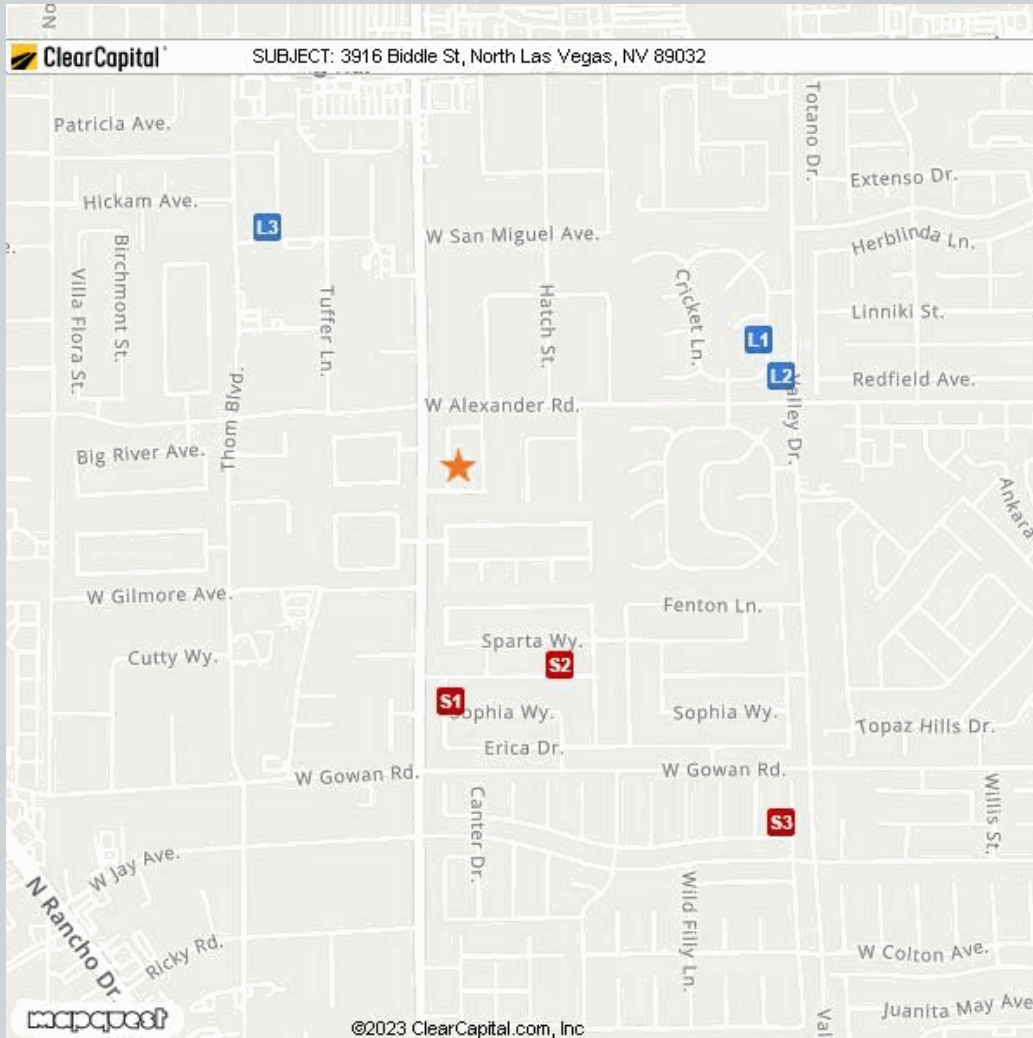 No
ClearCapital
SUBJECT: 3916 Biddle St, North Las Vegas, NV 89032
Patricia Ave.
Totano Dr.
Extenso Dr.
Hickam Ave.
L3
W San Miguel Ave.
Herblinda Ln.
Birchmont St.
Villa Flora St.
Tuffer Ln.
Hatch St.
Cricket Ln.
Linniki St.
L1
L2
Redfield Ave.
Valley Dr.
W Alexander Rd.
Thom Blvd.
Big River Ave.
Ankara
W Gilmore Ave.
Fenton Ln.
Sparta Wy.
Cutty Wy.
S2
S1
Sophia Wy.
Sophia Wy.
Topaz Hills Dr.
Erica Dr.
W Gowan Rd.
W Gowan Rd.
Canter Dr.
Willis St.
S3
W Jay Ave.
N Rancho Dr.
Wild Filly Ln.
Ricky Rd.
W Colton Ave.
Juanita May Ave
Val
mapquest
©2023 ClearCapital.com, Inc